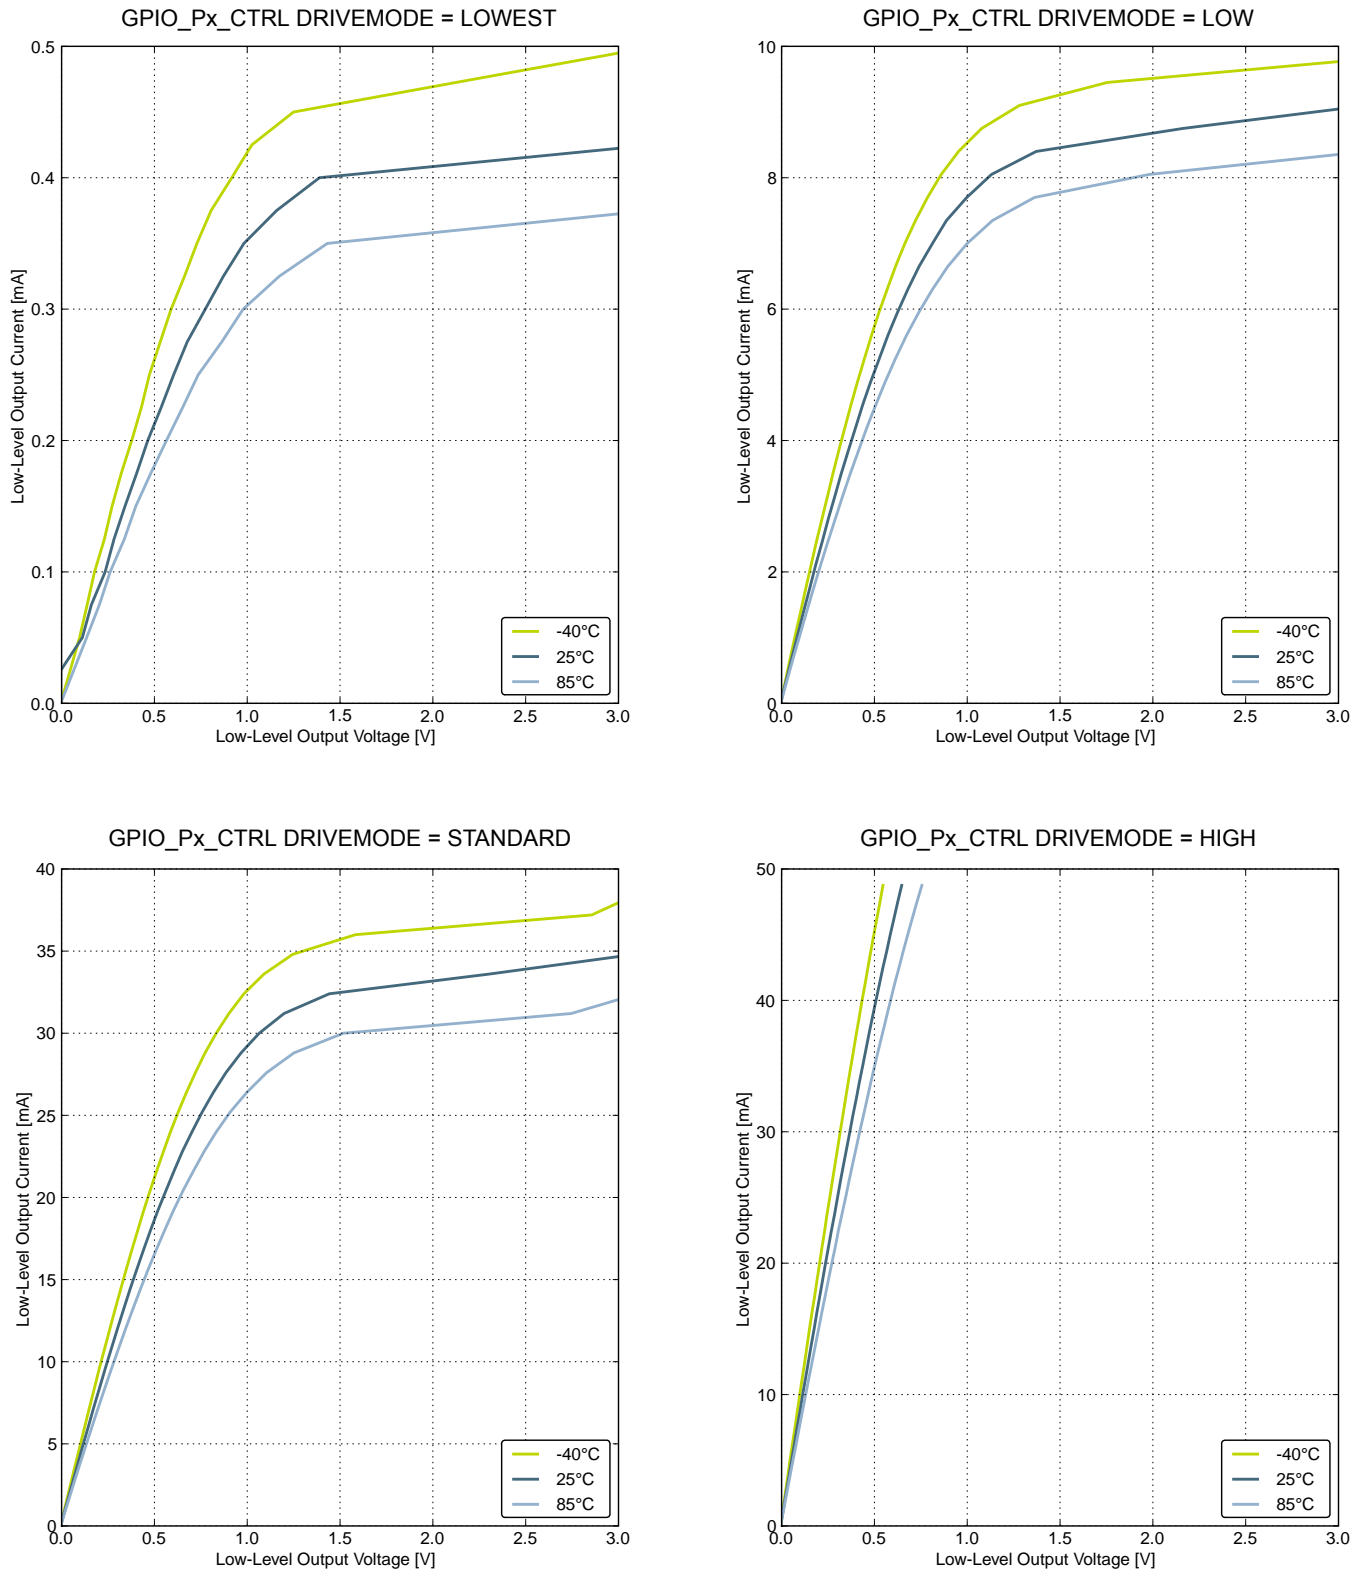 GPIO_Px_CTRL DRIVEMODE = LOWEST
0.5
0.4
0.3
0.2
0.1
0.0
Low-Level Output Current [mA]
-40°C
25°C
85°C
0.0 0.5 1.0 1.5 2.0 2.5 3.0
Low-Level Output Voltage [V]
GPIO_Px_CTRL DRIVEMODE = LOW
10
8
6
4
2
0
Low-Level Output Current [mA]
-40°C
25°C
85°C
0.0 0.5 1.0 1.5 2.0 2.5 3.0
Low-Level Output Voltage [V]
GPIO_Px_CTRL DRIVEMODE = STANDARD
40
35
30
25
20
15
10
5
0
Low-Level Output Current [mA]
-40°C
25°C
85°C
0.0 0.5 1.0 1.5 2.0 2.5 3.0
Low-Level Output Voltage [V]
GPIO_Px_CTRL DRIVEMODE = HIGH
50
40
30
20
10
0
Low-Level Output Current [mA]
-40°C
25°C
85°C
0.0 0.5 1.0 1.5 2.0 2.5 3.0
Low-Level Output Voltage [V]